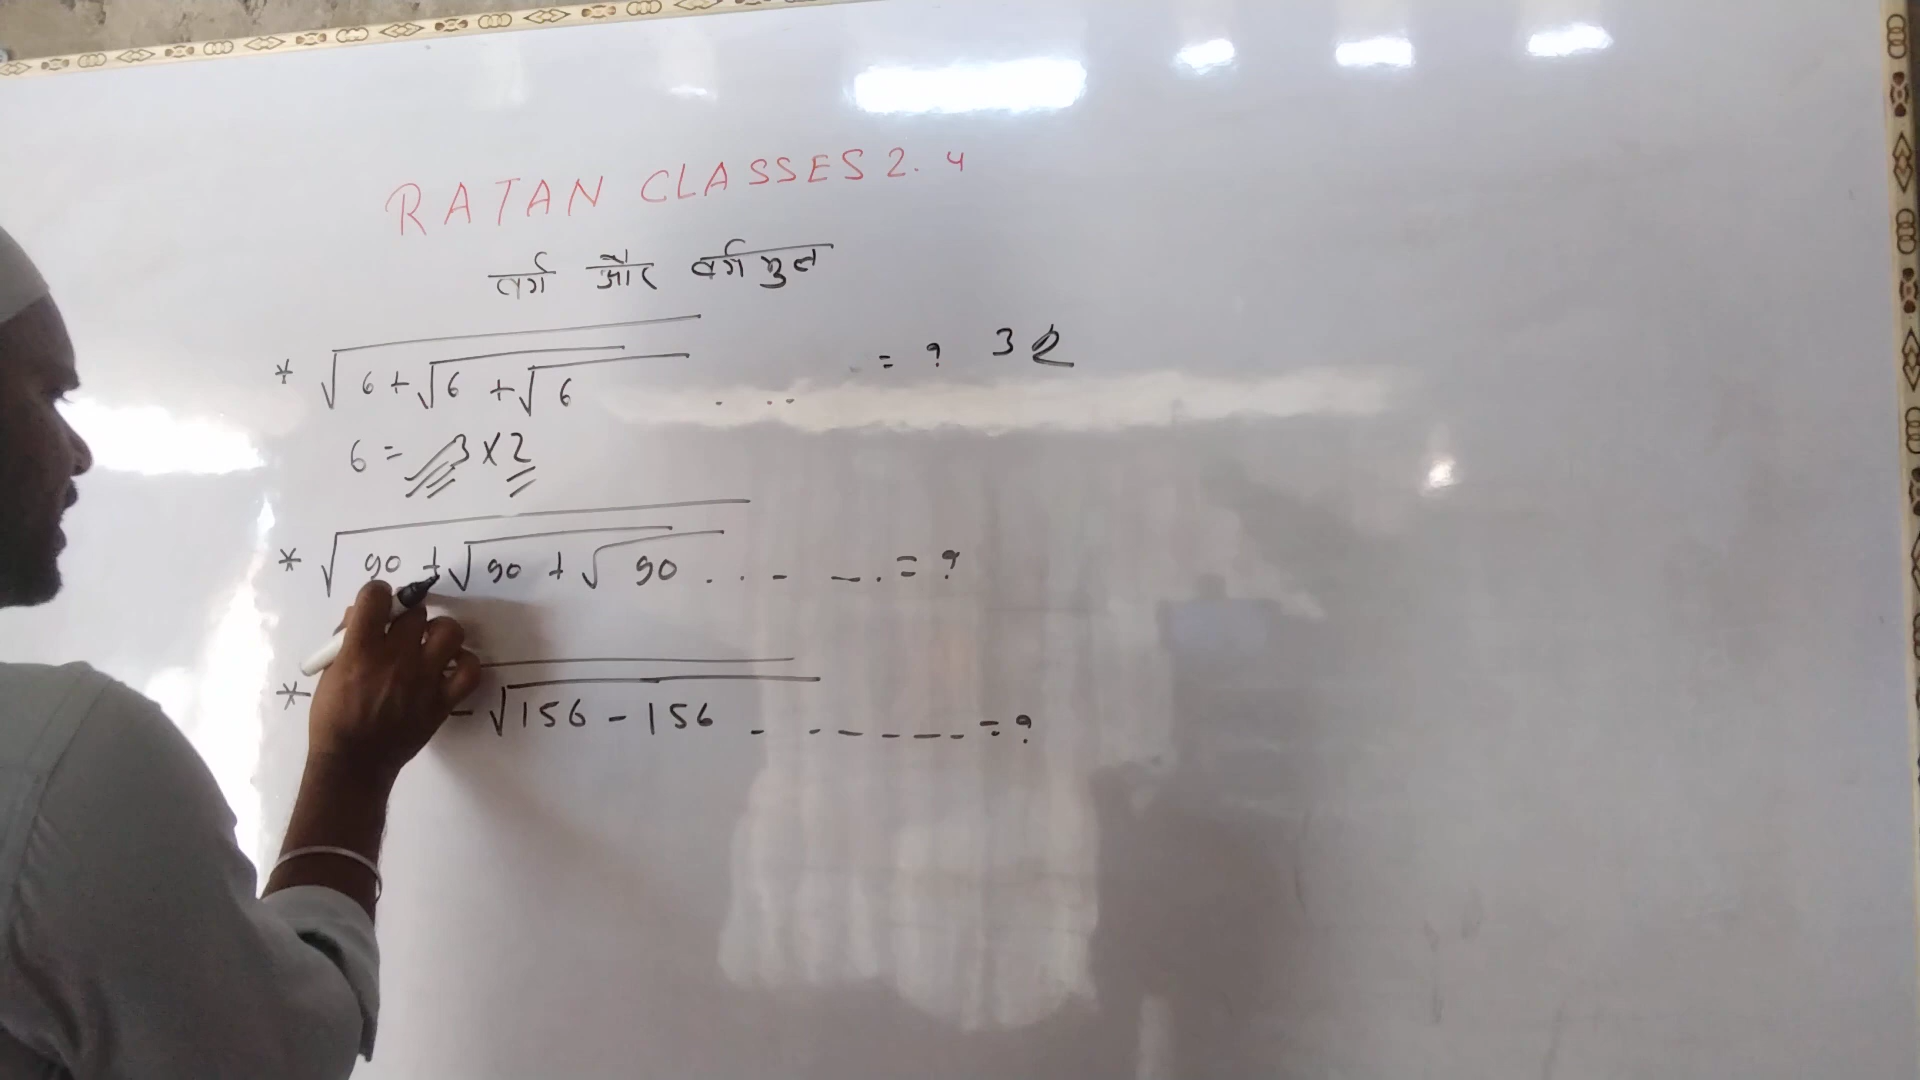 RATAN CLASSES 2.4
वर्ग और वर्ग मुल
* √6+√6+√6 . . . = ? 3 2
6 = 3 × 2
* √90+√90+√90 . . - - . = ?
* -√156-156 - - - - - - - = ?